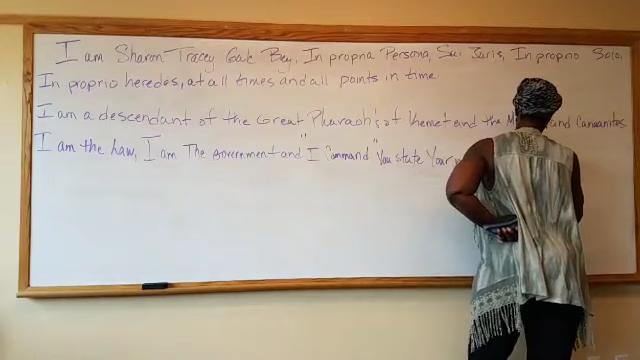 I am Sharon Tracey Gale Bey, In propria Persona, Sui Juris, In proprio Solo,
In proprio heredes, at all times and all points in time
I am a descendant of the Great Pharaoh's of Khemet and the and Canaanites
I am the Law, I am The Government and "I Command" You state Your